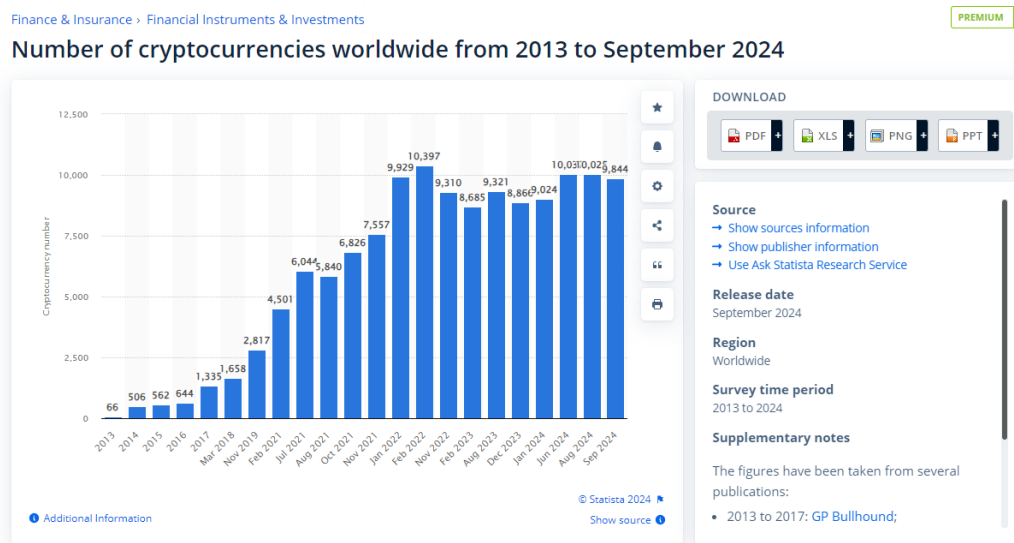 Finance & Insurance › Financial Instruments & Investments
PREMIUM
Number of cryptocurrencies worldwide from 2013 to September 2024
12,500
10,000
7,500
5,000
2,500
0
Cryptocurrency number
66
506
562
644
1,335
1,658
2,817
4,501
6,044
5,840
6,826
7,557
9,929
10,397
9,310
8,685
9,321
8,866
9,024
10,025
9,844
2013
2014
2015
2016
2017
Mar 2018
Nov 2019
Feb 2021
Jul 2021
Aug 2021
Oct 2021
Nov 2021
Jan 2022
Feb 2022
Nov 2022
Feb 2023
Aug 2023
Dec 2023
Jan 2024
Jun 2024
Aug 2024
Sep 2024
© Statista 2024
Additional Information
Show source
DOWNLOAD
PDF +
XLS +
PNG +
PPT +
Source
→ Show sources information
→ Show publisher information
→ Use Ask Statista Research Service
Release date
September 2024
Region
Worldwide
Survey time period
2013 to 2024
Supplementary notes
The figures have been taken from several
publications:
• 2013 to 2017: GP Bullhound;